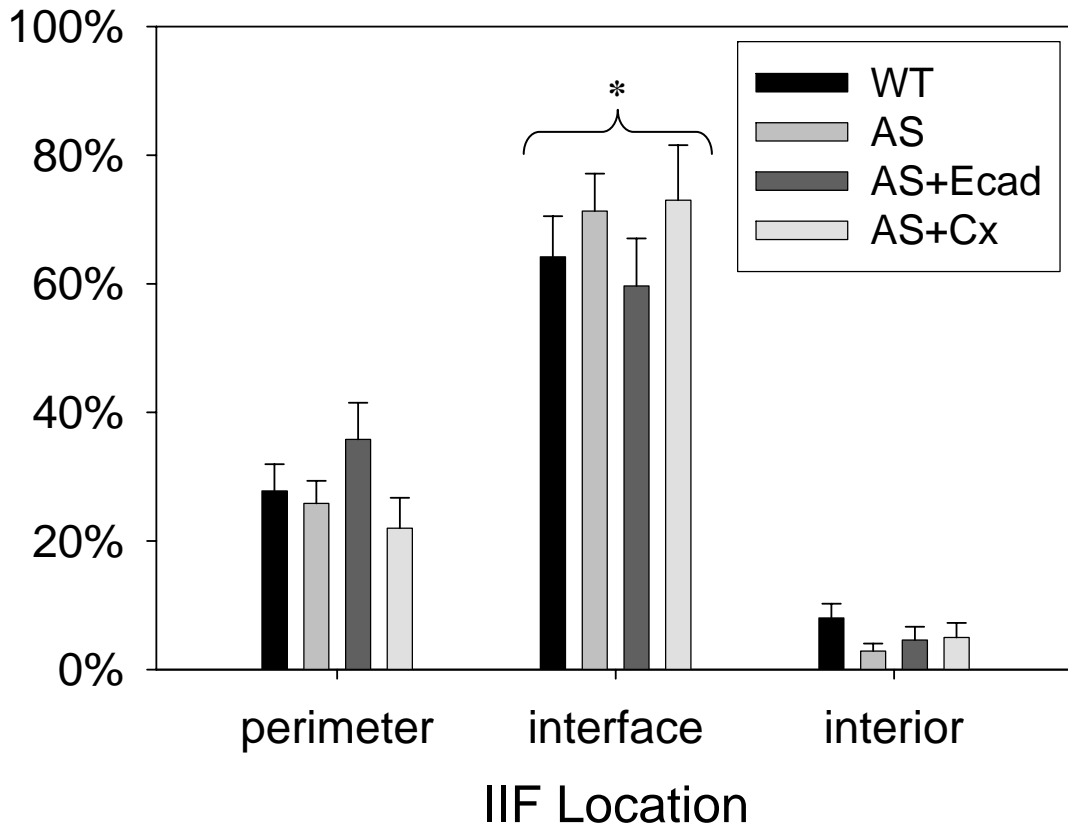 100%
80%
60%
40%
20%
0%
*
WT
AS
AS+Ecad
AS+Cx
perimeter interface interior
IIF Location